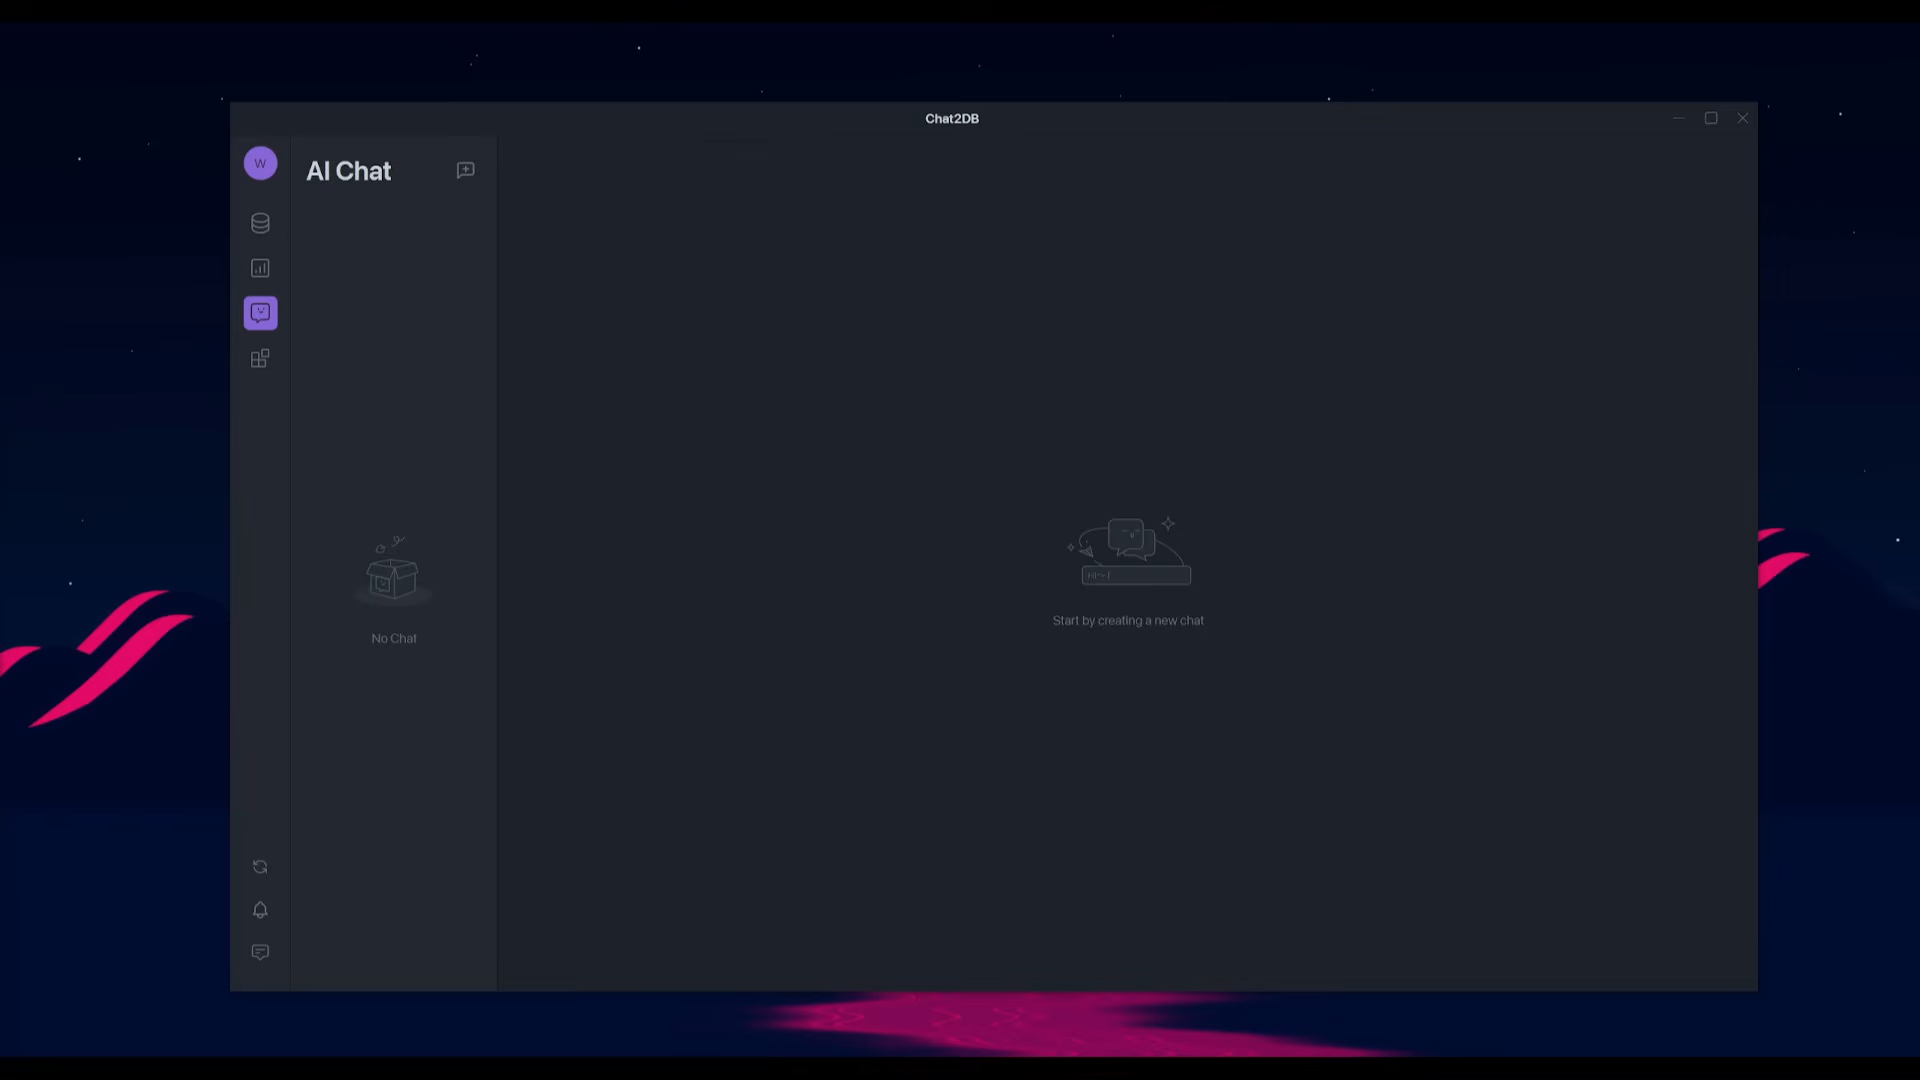 Chat2DB
W
AI Chat
No Chat
Start by creating a new chat